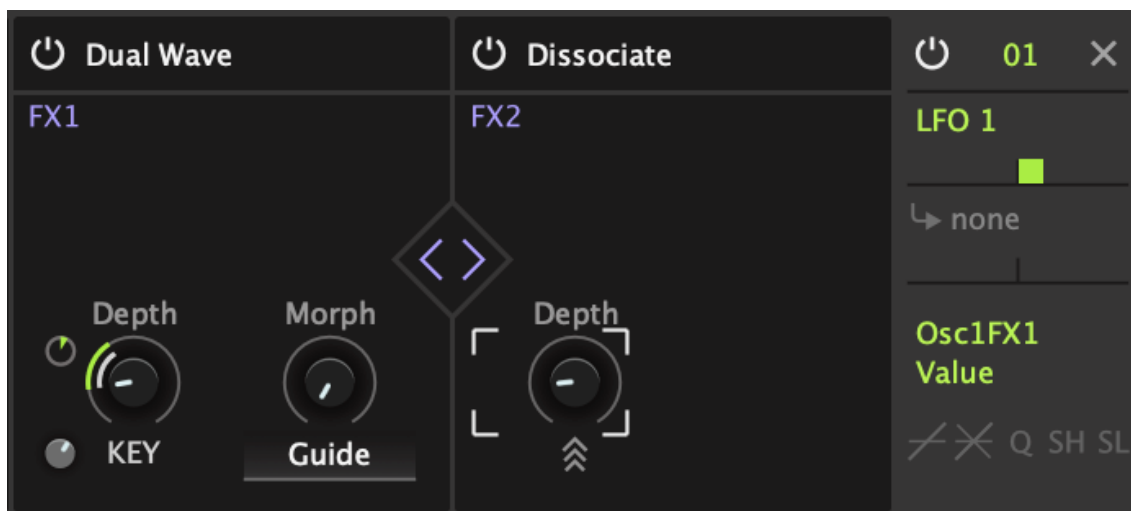 Dual Wave
Dissociate
01
FX1
FX2
LFO 1
none
Depth
Morph
Depth
KEY
Guide
Osc1FX1
Value
Q SH SL